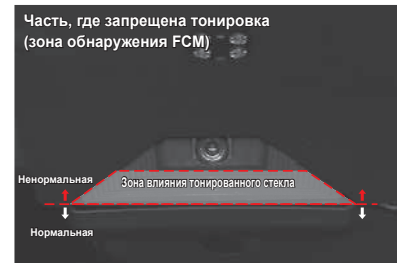 Часть, где запрещена тонировка
(зона обнаружения FCM)
Ненормальная
Зона влияния тонированного стекла
Нормальная